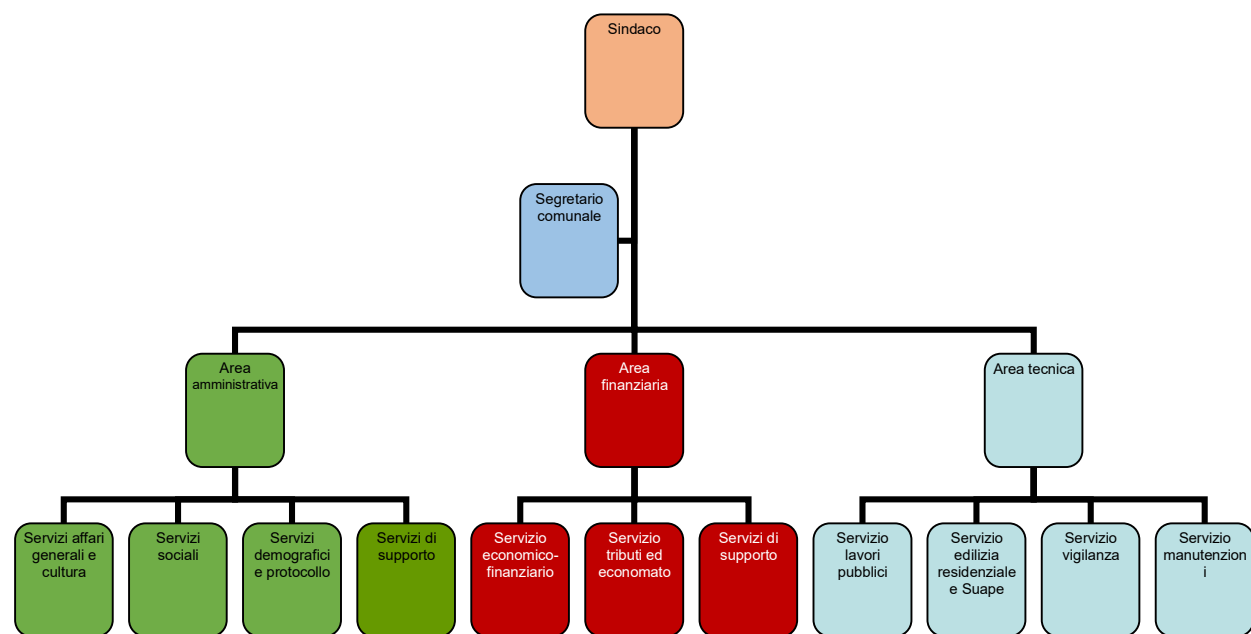 Sindaco
Segretario
comunale
Area
amministrativa
Area
finanziaria
Area tecnica
Servizi affari
generali e
cultura
Servizi
sociali
Servizi
demografici
e protocollo
Servizi di
supporto
Servizio
economico-
finanziario
Servizio
tributi ed
economato
Servizi di
supporto
Servizio
lavori
pubblici
Servizio
edilizia
residenziale
e Suape
Servizio
vigilanza
Servizio
manutenzion
i